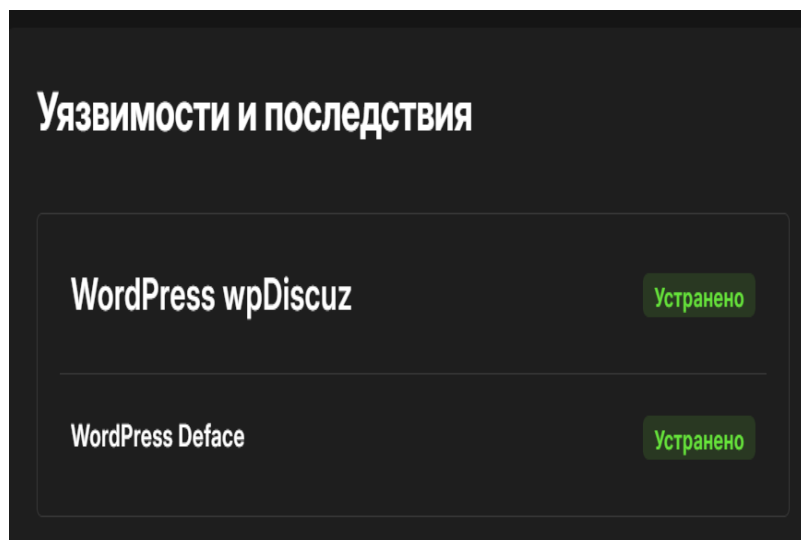 Уязвимости и последствия
WordPress wpDiscuz
Устранено
WordPress Deface
Устранено